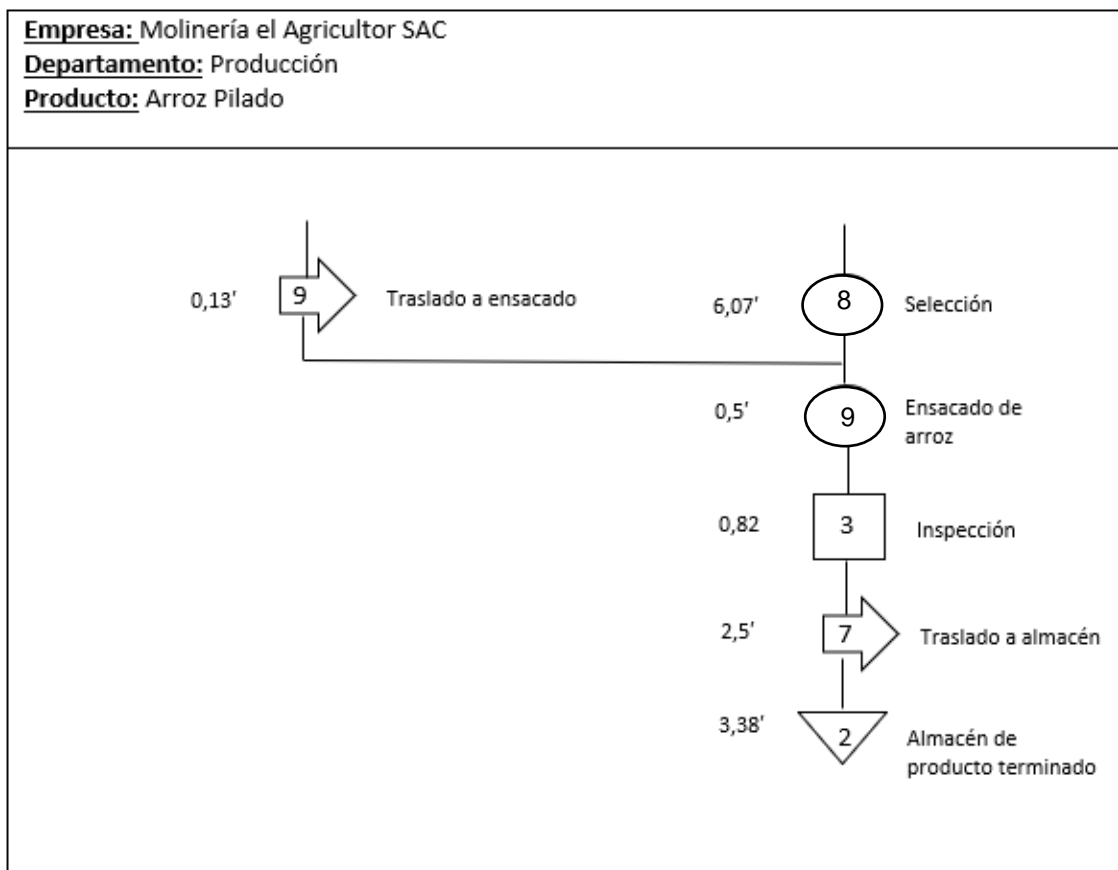 Empresa: Molinería el Agricultor SAC
Departamento: Producción
Producto: Arroz Pilado
0,13'
9
Traslado a ensacado
6,07'
8
Selección
0,5'
9
Ensacado de
arroz
0,82
3
Inspección
2,5'
7
Traslado a almacén
3,38'
2
Almacén de
producto terminado